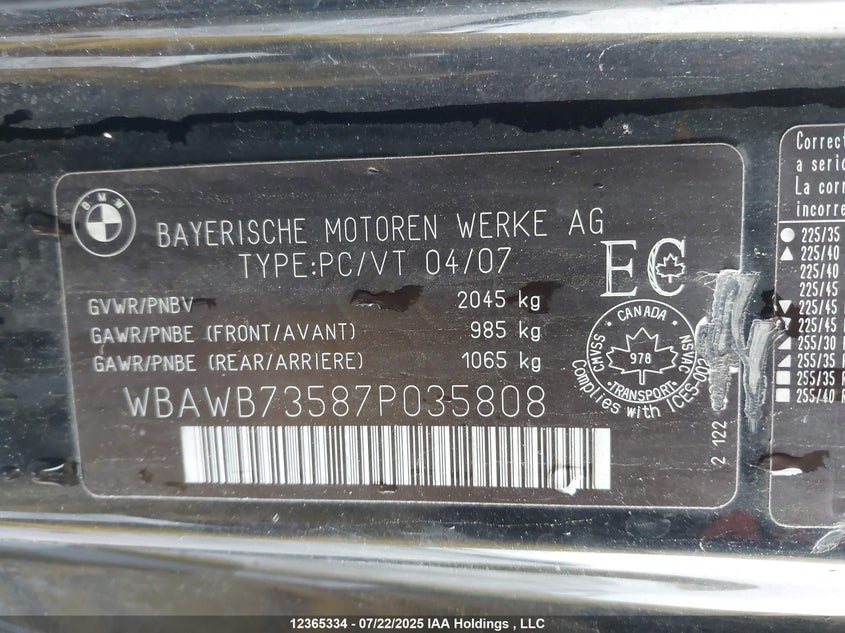 BMW
BAYERISCHE MOTOREN WERKE AG
TYPE:PC/VT 04/07
GVWR/PNBV 2045 kg
GAWR/PNBE (FRONT/AVANT) 985 kg
GAWR/PNBE (REAR/ARRIERE) 1065 kg
WBAWB73587P035808
EC
CANADA
CMVSS NSVAC
978
TRANSPORT
Complies with ICES-002
2 122
Correct
a serio
La corr
incorre
225/35
225/40
225/40
225/45
225/45
225/45
255/30
255/35
255/35
255/40
12365334 - 07/22/2025 IAA Holdings , LLC